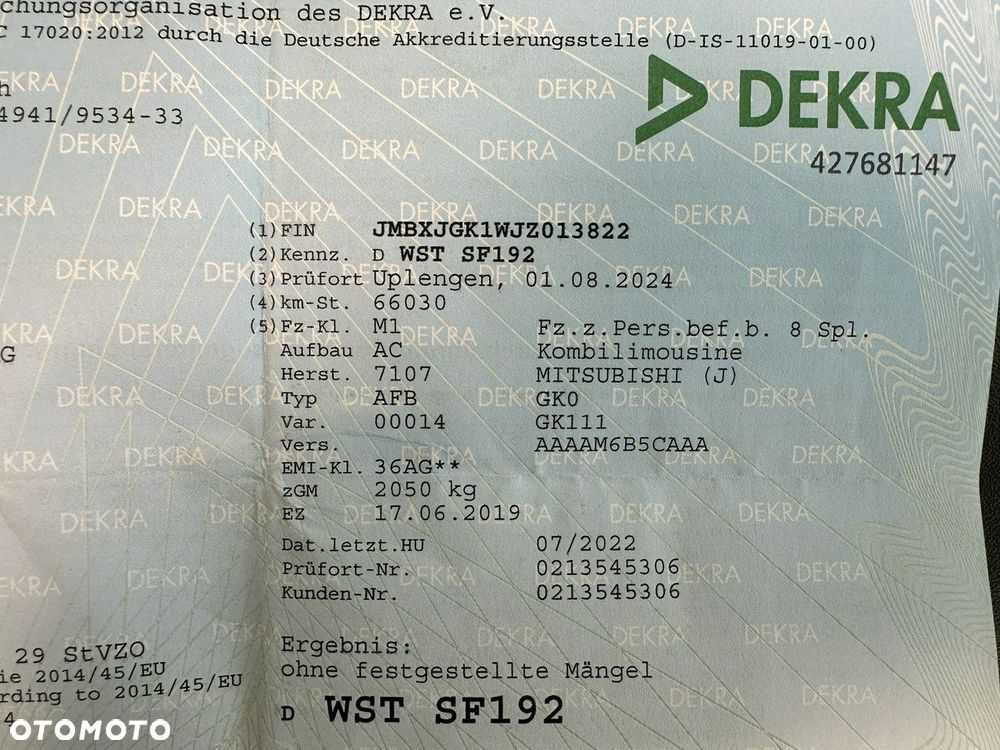 chungsorganisation des DEKRA e.V.
C 17020:2012 durch die Deutsche Akkreditierungsstelle (D-IS-11019-01-00)
h
4941/9534-33
DEKRA
427681147
(1) FIN JMBXJGK1WJZ013822
(2) Kennz. D WST SF192
(3) Prüfort Uplengen, 01.08.2024
(4) km-St. 66030
(5) Fz-Kl. M1 Fz.z.Pers.bef.b. 8 Spl.
G Aufbau AC Kombilimousine
Herst. 7107 MITSUBISHI (J)
Typ AFB GK0
Var. 00014 GK111
Vers. AAAAM6B5CAAA
EMI-Kl. 36AG**
zGM 2050 kg
EZ 17.06.2019
Dat.letzt.HU 07/2022
Prüfort-Nr. 0213545306
Kunden-Nr. 0213545306
Ergebnis:
29 StVZO
ohne festgestellte Mängel
ie 2014/45/EU
rding to 2014/45/EU
4
D WST SF192
OTOMOTO